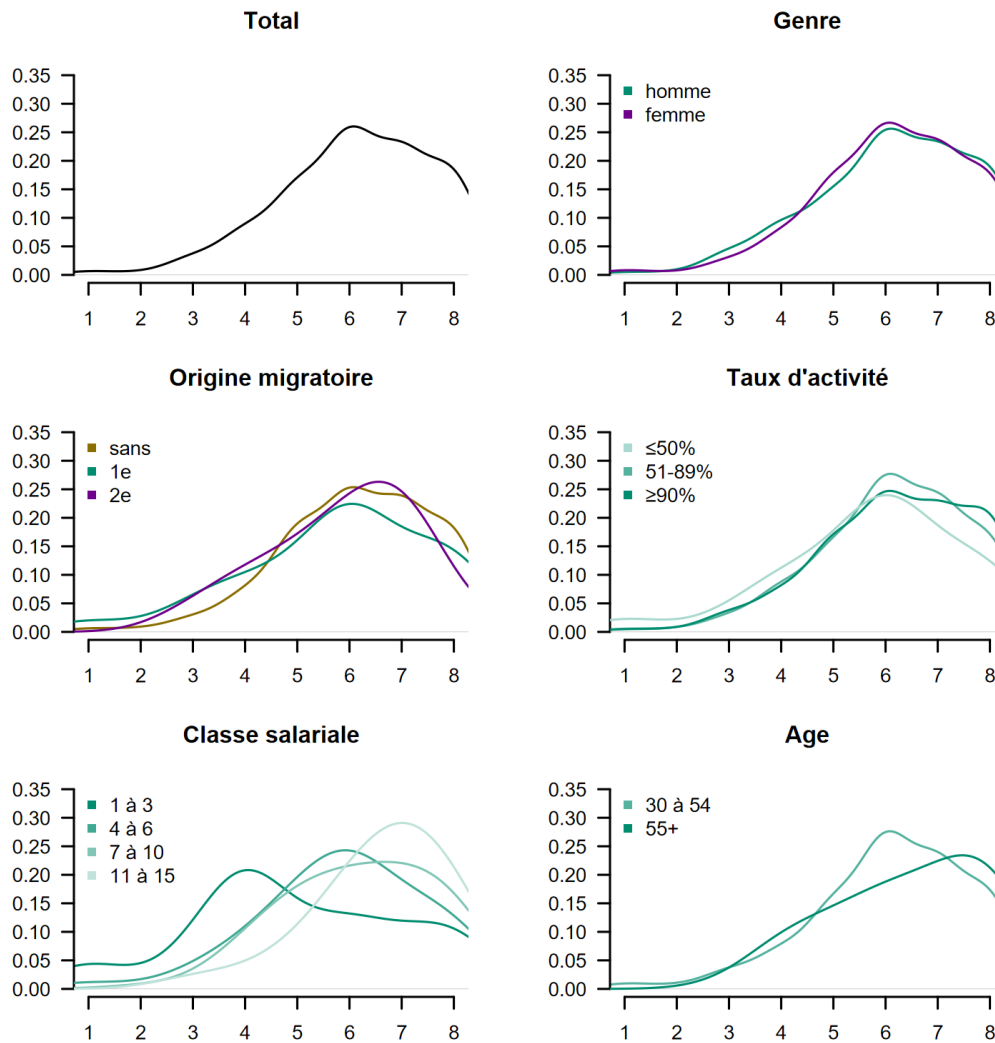 Total
0.35
0.30
0.25
0.20
0.15
0.10
0.05
0.00
1 2 3 4 5 6 7 8
Genre
0.35
0.30
0.25
0.20
0.15
0.10
0.05
0.00
homme
femme
1 2 3 4 5 6 7 8
Origine migratoire
0.35
0.30
0.25
0.20
0.15
0.10
0.05
0.00
sans
1e
2e
1 2 3 4 5 6 7 8
Taux d'activité
0.35
0.30
0.25
0.20
0.15
0.10
0.05
0.00
≤50%
51-89%
≥90%
1 2 3 4 5 6 7 8
Classe salariale
0.35
0.30
0.25
0.20
0.15
0.10
0.05
0.00
1 à 3
4 à 6
7 à 10
11 à 15
1 2 3 4 5 6 7 8
Age
0.35
0.30
0.25
0.20
0.15
0.10
0.05
0.00
30 à 54
55+
1 2 3 4 5 6 7 8